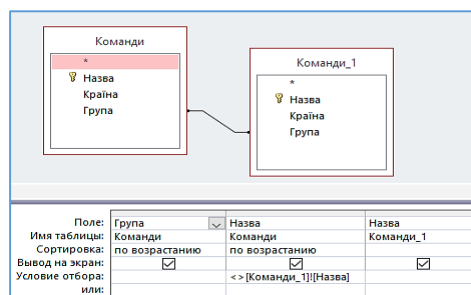 Команди
*
Назва
Країна
Група
Команди_1
*
Назва
Країна
Група
Поле: Група Назва Назва
Имя таблицы: Команди Команди Команди_1
Сортировка: по возрастанию по возрастанию
Вывод на экран:
Условие отбора: <>[Команди_1]![Назва]
или: